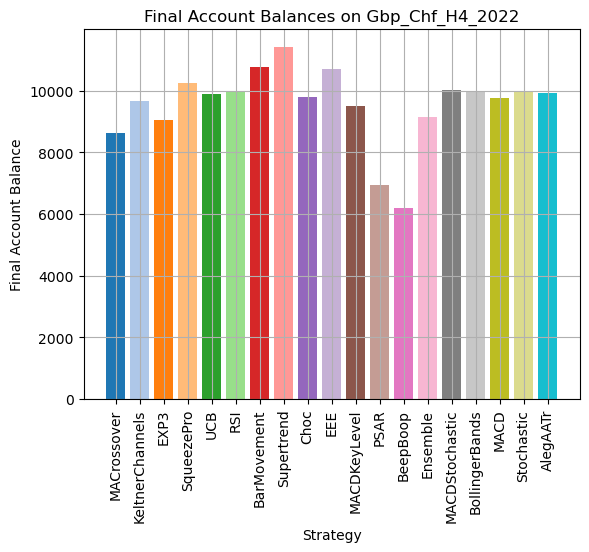 Final Account Balances on Gbp_Chf_H4_2022
Final Account Balance
10000
8000
6000
4000
2000
0
MACrossover
KeltnerChannels
EXP3
SqueezePro
UCB
RSI
BarMovement
Supertrend
Choc
EEE
MACDKeyLevel
PSAR
BeepBoop
Ensemble
MACDStochastic
BollingerBands
MACD
Stochastic
AlegAATr
Strategy